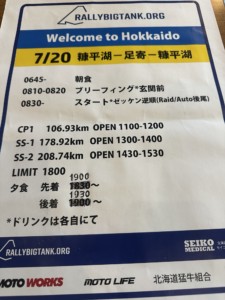 RALLYBIGTANK.ORG
Welcome to Hokkaido
7/20 糠平湖－足寄－糠平湖
0645- 朝食
0810-0820 ブリーフィング*玄関前
0830- スタート*ゼッケン逆順(Raid/Auto後尾)
CP1 106.93km OPEN 1100-1200
SS-1 178.92km OPEN 1300-1400
SS-2 208.74km OPEN 1430-1530
LIMIT 1800
1900
夕食 先着 1830～
1930
後着 1900～
*ドリンクは各自にて
RALLYBIGTANK.ORG
SEIKO
MEDICAL
MOTO WORKS MOTO LIFE 北海道猛牛組合